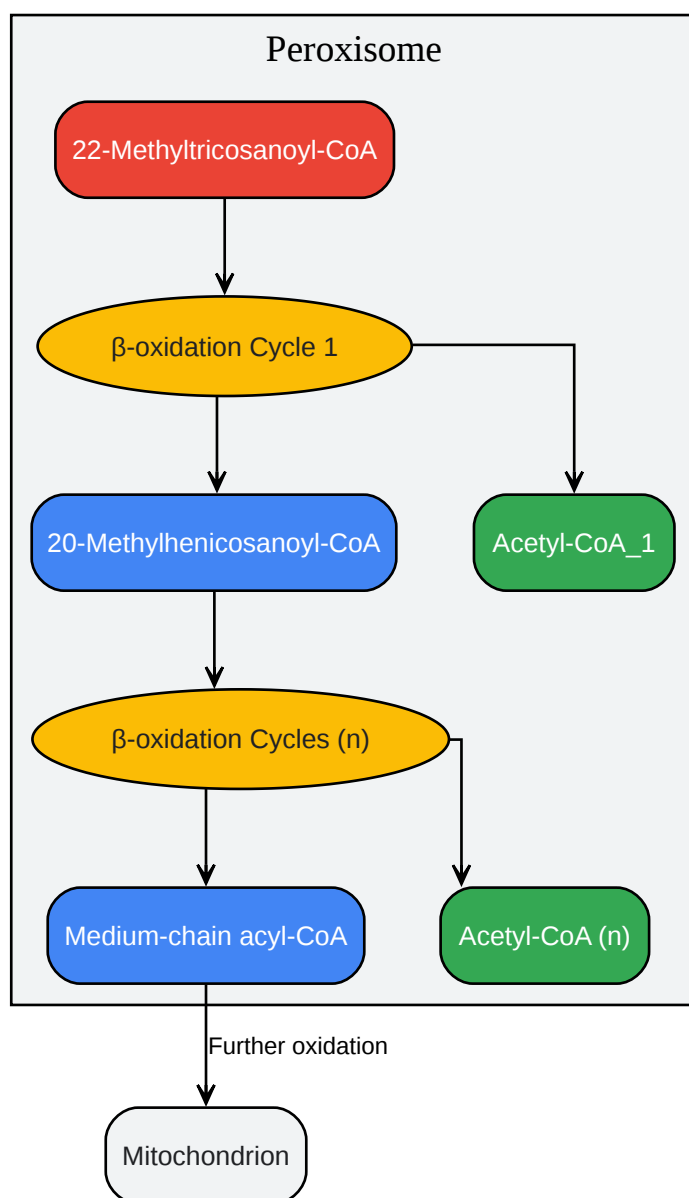 Peroxisome
22-Methyltricosanoyl-CoA
β-oxidation Cycle 1
20-Methylhenicosanoyl-CoA
Acetyl-CoA_1
β-oxidation Cycles (n)
Medium-chain acyl-CoA
Acetyl-CoA (n)
Further oxidation
Mitochondrion